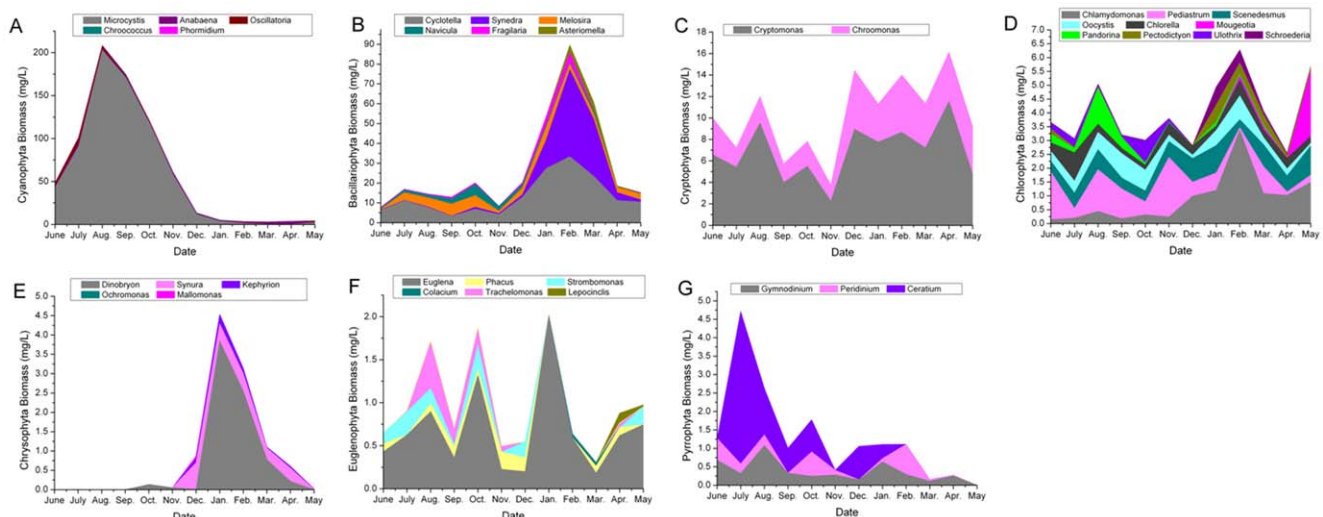 A
Microcystis Anabaena Oscillatoria
Chroococcus Phormidium
Cyanophyta Biomass (mg/L)
200
150
100
50
0
June July Aug. Sep. Oct. Nov. Dec. Jan. Feb. Mar. Apr. May
Date
B
Cyclotella Synedra Melosira
Navicula Fragilaria Asteriomella
Bacillariophyta Biomass (mg/L)
90
80
70
60
50
40
30
20
10
0
June July Aug. Sep. Oct. Nov. Dec. Jan. Feb. Mar. Apr. May
Date
C
Cryptomonas Chroomonas
Cryptophyta Biomass (mg/L)
18
16
14
12
10
8
6
4
2
0
June July Aug. Sep. Oct. Nov. Dec. Jan. Feb. Mar. Apr. May
Date
D
Chlamydomonas Pediastrum Scenedesmus
Oocystis Chlorella Mougeotia
Pandorina Pectodictyon Ulothrix Schroederia
Chlorophyta Biomass (mg/L)
7.0
6.5
6.0
5.5
5.0
4.5
4.0
3.5
3.0
2.5
2.0
1.5
1.0
0.5
0.0
June July Aug. Sep. Oct. Nov. Dec. Jan. Feb. Mar. Apr. May
Date
E
Dinobryon Synura Kephyrion
Ochromonas Mallomonas
Chrysophyta Biomass (mg/L)
5.0
4.5
4.0
3.5
3.0
2.5
2.0
1.5
1.0
0.5
0.0
June July Aug. Sep. Oct. Nov. Dec. Jan. Feb. Mar. Apr. May
Date
F
Euglena Phacus Strombomonas
Colacium Trachelomonas Lepocinclis
Euglenophyta Biomass (mg/L)
2.0
1.5
1.0
0.5
0.0
June July Aug. Sep. Oct. Nov. Dec. Jan. Feb. Mar. Apr. May
Date
G
Gymnodinium Peridinium Ceratium
Pyrrophyta Biomass (mg/L)
5.0
4.5
4.0
3.5
3.0
2.5
2.0
1.5
1.0
0.5
0.0
June July Aug. Sep. Oct. Nov. Dec. Jan. Feb. Mar. Apr. May
Date